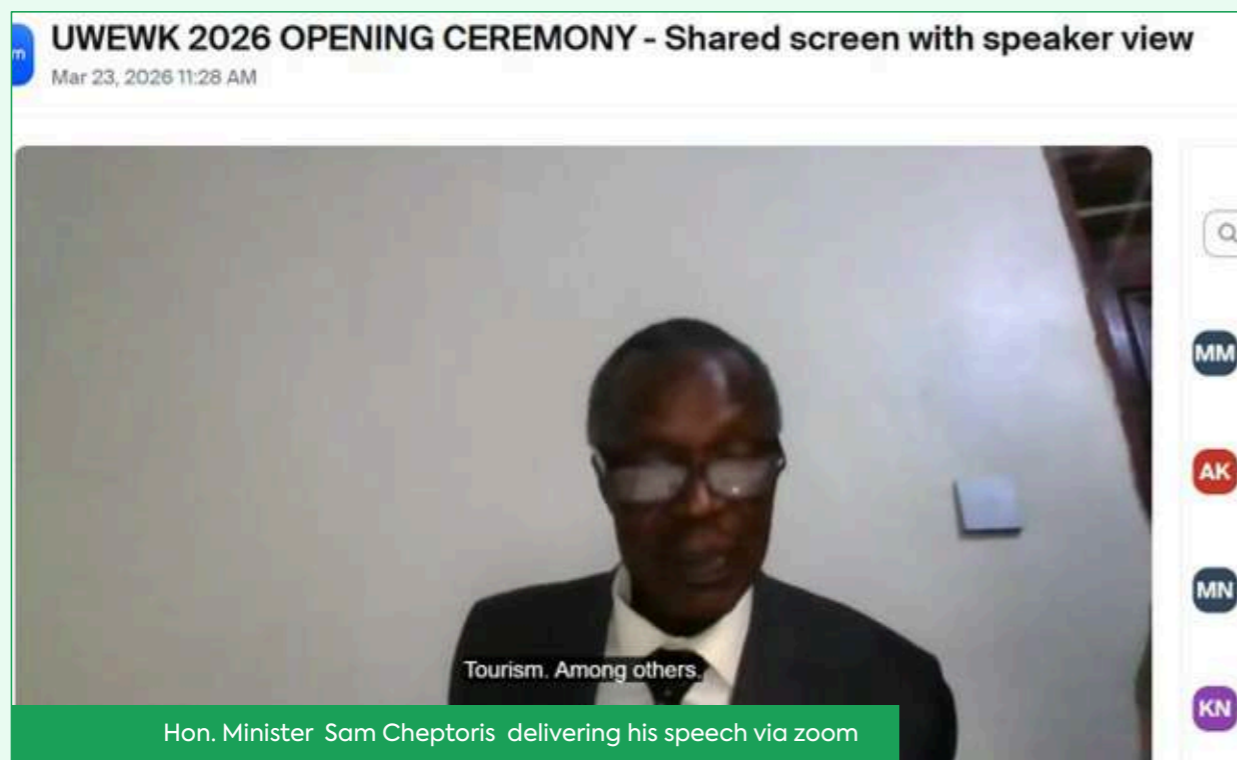 m
UWEWK 2026 OPENING CEREMONY - Shared screen with speaker view
Mar 23, 2026 11:28 AM
MM
AK
MN
KN
Tourism. Among others.
Hon. Minister Sam Cheptoris delivering his speech via zoom